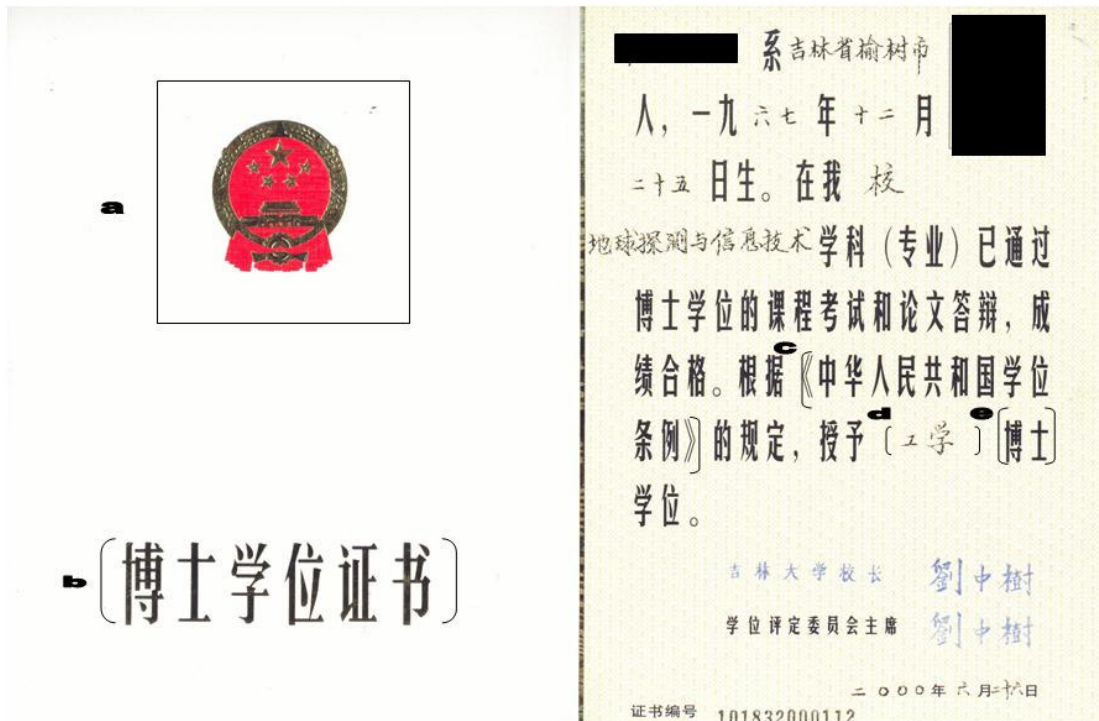 a
b
博士学位证书
系 吉林省榆树市
人，一九 六七 年 十二 月
二十五 日生。在我 校
地球探测与信息技术 学科（专业）已通过
博士学位的课程考试和论文答辩，成
c
绩合格。根据《中华人民共和国学位
d e
条例》的规定，授予 工学 博士
学位。
吉林大学校长 劉中樹
学位评定委员会主席 劉中樹
二〇〇〇年六月二十六日
证书编号 101832000112